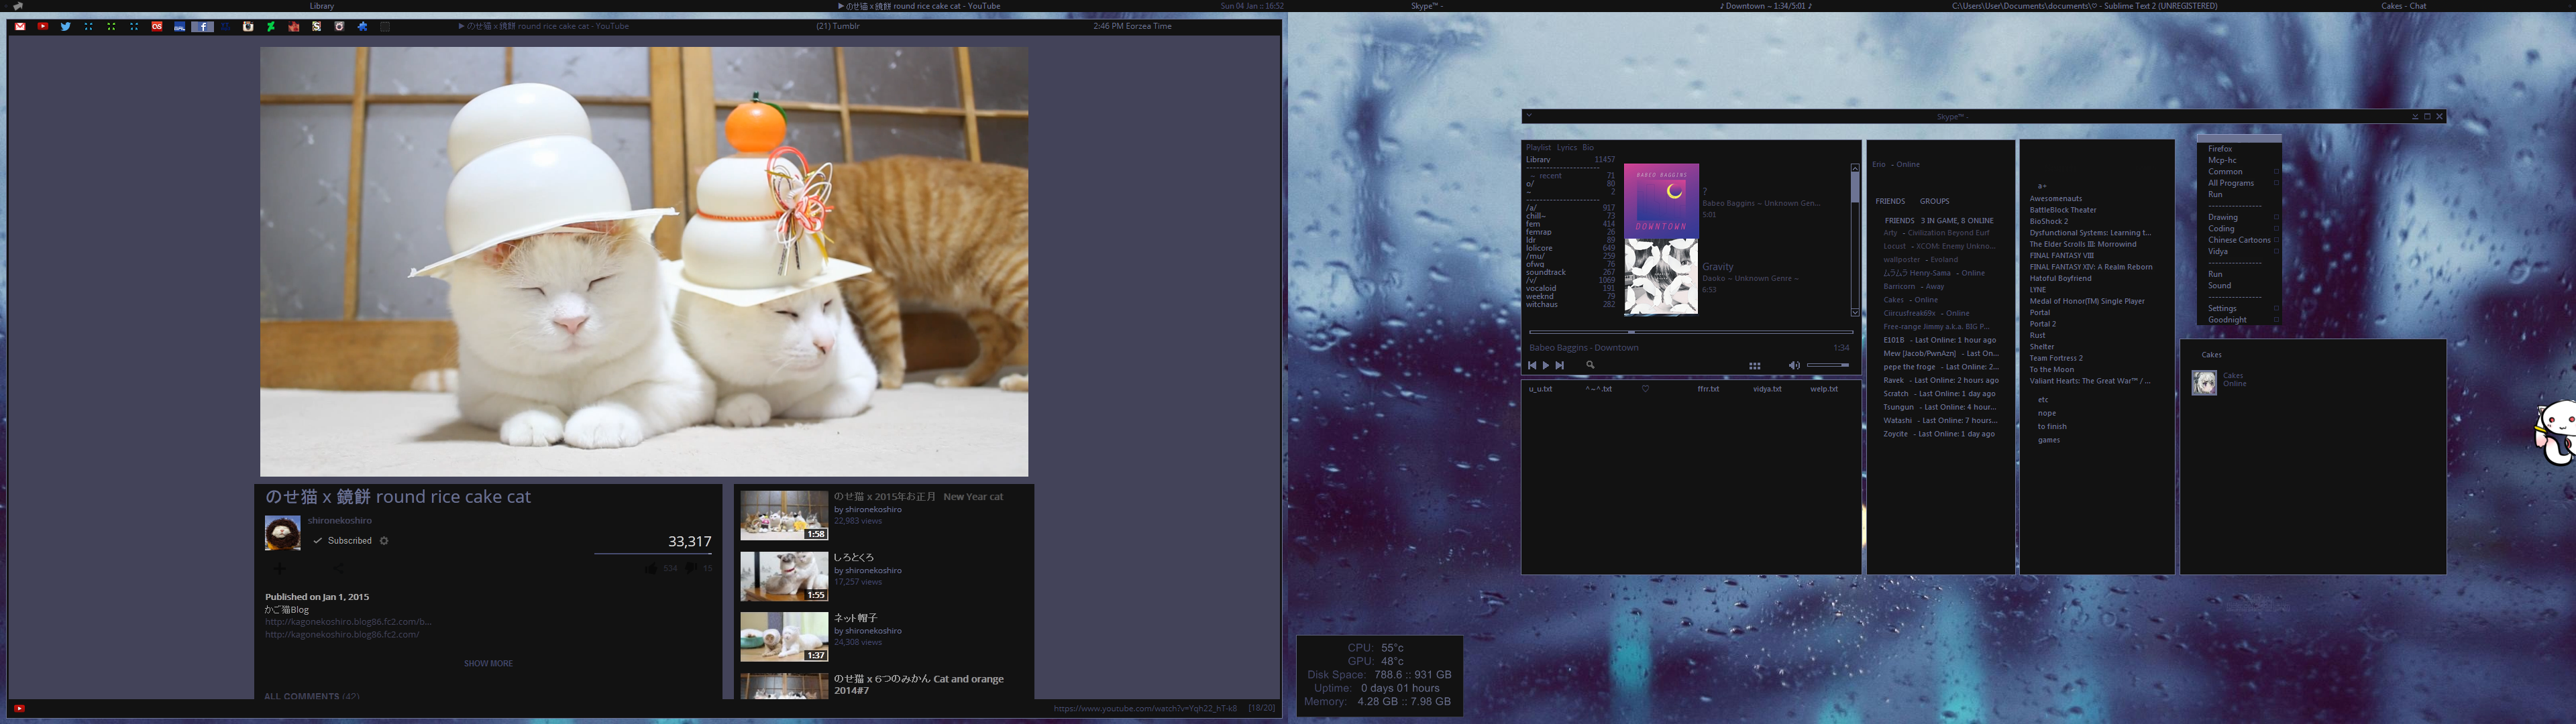 Library
▶ のせ猫 x 鏡餅 round rice cake cat - YouTube
Sun 04 Jan :: 16:52
Skype™ -
♪ Downtown ~ 1:34/5:01 ♪
C:\Users\User\Documents\documents\♡ - Sublime Text 2 (UNREGISTERED)
Cakes - Chat
▶ のせ猫 x 鏡餅 round rice cake cat - YouTube
(21) Tumblr
2:46 PM Eorzea Time
のせ猫 x 鏡餅 round rice cake cat
shironekoshiro
Subscribed
33,317
534 15
Published on Jan 1, 2015
かご猫Blog
http://kagonekoshiro.blog86.fc2.com/b...
http://kagonekoshiro.blog86.fc2.com/
SHOW MORE
ALL COMMENTS (42)
のせ猫 x 2015年お正月 New Year cat
by shironekoshiro
22,983 views
1:58
しろとくろ
by shironekoshiro
17,257 views
1:55
ネット帽子
by shironekoshiro
24,308 views
1:37
のせ猫 x 6つのみかん Cat and orange
2014#7
https://www.youtube.com/watch?v=Yqh22_hT-k8 [18/20]
Skype™ -
Playlist Lyrics Bio
Library 11457
~ recent 71
o/ 80
~ 2
/a/ 917
chill~ 73
fem 414
femrap 26
ldr 89
lolicore 649
/mu/ 259
ofwg 76
soundtrack 267
/v/ 1069
vocaloid 191
weeknd 79
witchaus 282
BABEO BAGGINS
DOWNTOWN
?
Babeo Baggins ~ Unknown Gen...
5:01
Gravity
Daoko ~ Unknown Genre ~
6:53
Babeo Baggins - Downtown 1:34
u_u.txt
^~^.txt
♡
ffrr.txt
vidya.txt
welp.txt
Erro - Online
FRIENDS GROUPS
FRIENDS 3 IN GAME, 8 ONLINE
Arty - Civilization Beyond Eart
Locust - XCOM: Enemy Unkno...
wallposter - Evoland
ムラムラ Henry-Sama - Online
Barricorn - Away
Cakes - Online
Ciircusfreak69x - Online
Free-range Jimmy a.k.a. BIG P...
E101B - Last Online: 1 hour ago
Mew [Jacob/PwnAzn] - Last On...
pepe the froge - Last Online: 2...
Ravek - Last Online: 2 hours ago
Scratch - Last Online: 1 day ago
Tsungun - Last Online: 4 hour...
Watashi - Last Online: 7 hours...
Zoycite - Last Online: 1 day ago
a+
Awesomenauts
BattleBlock Theater
BioShock 2
Dysfunctional Systems: Learning t...
The Elder Scrolls III: Morrowind
FINAL FANTASY VIII
FINAL FANTASY XIV: A Realm Reborn
Hatoful Boyfriend
LYNE
Medal of Honor(TM) Single Player
Portal
Portal 2
Rust
Shelter
Team Fortress 2
To the Moon
Valiant Hearts: The Great War™ / ...
etc
nope
to finish
games
Firefox
Mcp-hc
Common
All Programs
Run
Drawing
Coding
Chinese Cartoons
Vidya
Run
Sound
Settings
Goodnight
Cakes
Cakes
Online
CPU: 55°c
GPU: 48°c
Disk Space: 788.6 :: 931 GB
Uptime: 0 days 01 hours
Memory: 4.28 GB :: 7.98 GB